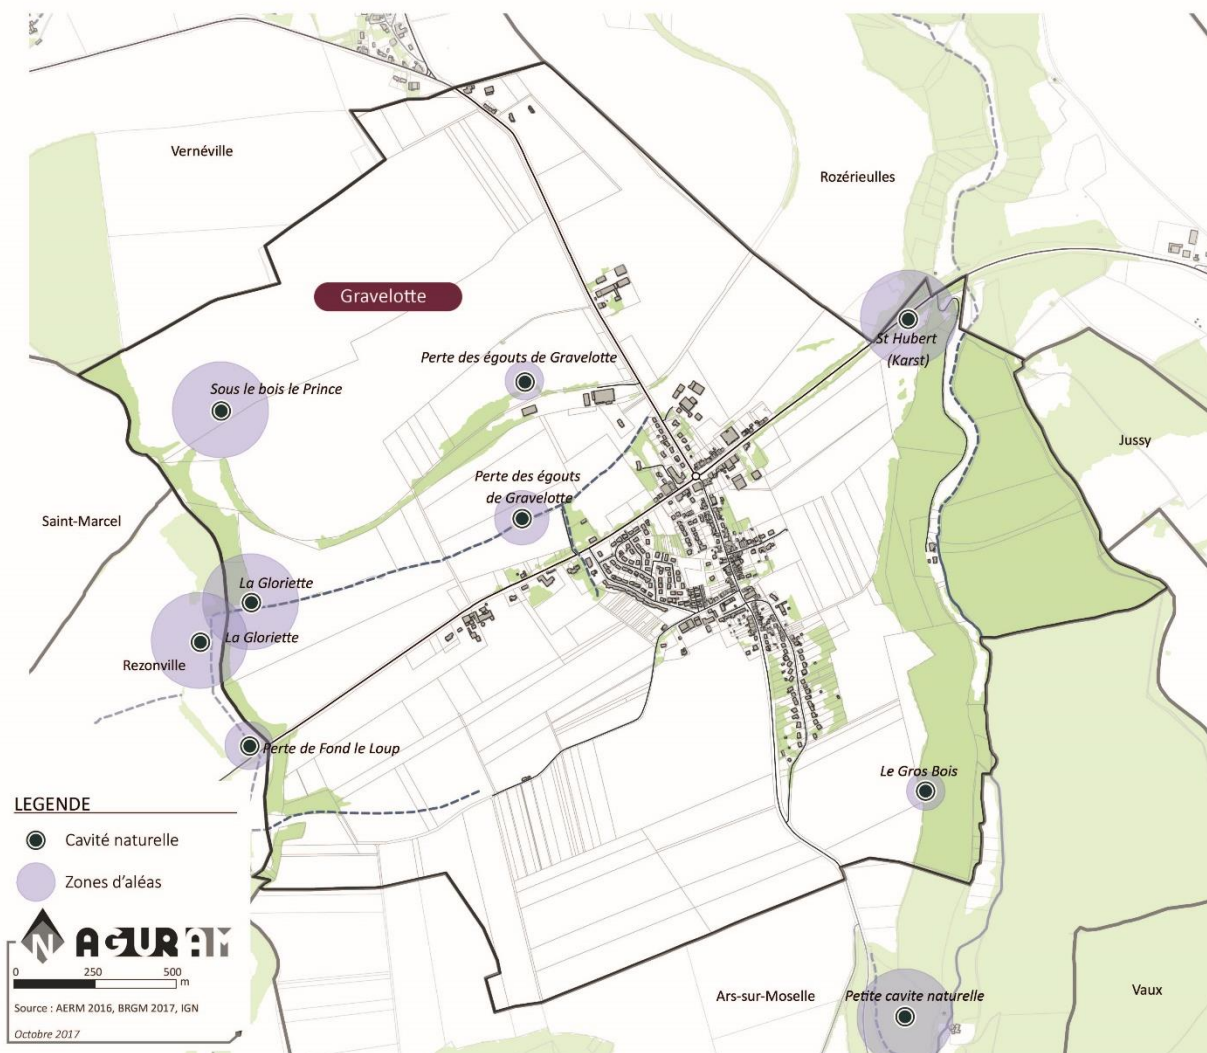 Vernéville
Rozérieulles
Gravelotte
St Hubert
(Karst)
Perte des égouts de Gravelotte
Sous le bois le Prince
Jussy
Perte des égouts
de Gravelotte
Saint-Marcel
La Gloriette
La Gloriette
Rezonville
Perte de Fond le Loup
Le Gros Bois
LEGENDE
Cavité naturelle
Zones d'aléas
N AGURAM
0 250 500
m
Source : AERM 2016, BRGM 2017, IGN
Octobre 2017
Ars-sur-Moselle
Petite cavite naturelle
Vaux